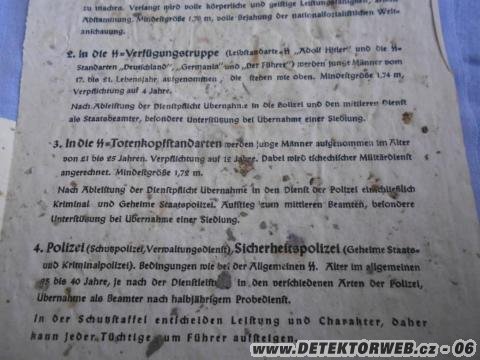 zu machen. Verlangt wird volle körperliche und geistige Leistungsfähigkeit, arische
Abstammung. Mindestgröße 1,70 m, volle Bejahung der nationalsozialistischen Welt-
anschauung.
2. In die SS=Verfügungstruppe (Leibstandarte=SS „Adolf Hitler" und die SS=
Standarten „Deutschland", „Germania" und „Der Führer") werden junge Männer vom
17. bis 21. Lebensjahr aufgenommen, die stehen wie oben. Mindestgröße 1,74 m,
Verpflichtung auf 4 Jahre.
Nach Ableistung der Dienstpflicht Übernahme in die Polizei und den mittleren Dienst
als Staatsbeamter, besondere Unterstützung bei Übernahme einer Siedlung.
3. In die SS=Totenkopfstandarten werden junge Männer aufgenommen im Alter
von 21 bis 25 Jahren. Verpflichtung auf 12 Jahre. Dabei wird tschechischer Militärdienst
angerechnet. Mindestgröße 1,72 m.
Nach Ableistung der Dienstpflicht Übernahme in den Dienst der Polizei einschließlich
Kriminal und Geheime Staatspolizei. Aufstieg zum mittleren Beamten, besondere
Unterstützung bei Übernahme einer Siedlung.
4. Polizei (Schutzpolizei, Verwaltungsdienst), Sicherheitspolizei (Geheime Staats=
und Kriminalpolizei). Bedingungen wie bei der Allgemeinen SS. Alter im allgemeinen
25 bis 40 Jahre, je nach der Dienstleistung in den verschiedenen Arten der Polizei,
Übernahme als Beamter nach halbjährigem Probedienst.
In der Schutzstaffel entscheiden Leistung und Charakter, daher
kann jeder Tüchtige zum Führer aufsteigen.
WWW.DETEKTORWEB.CZ - 06